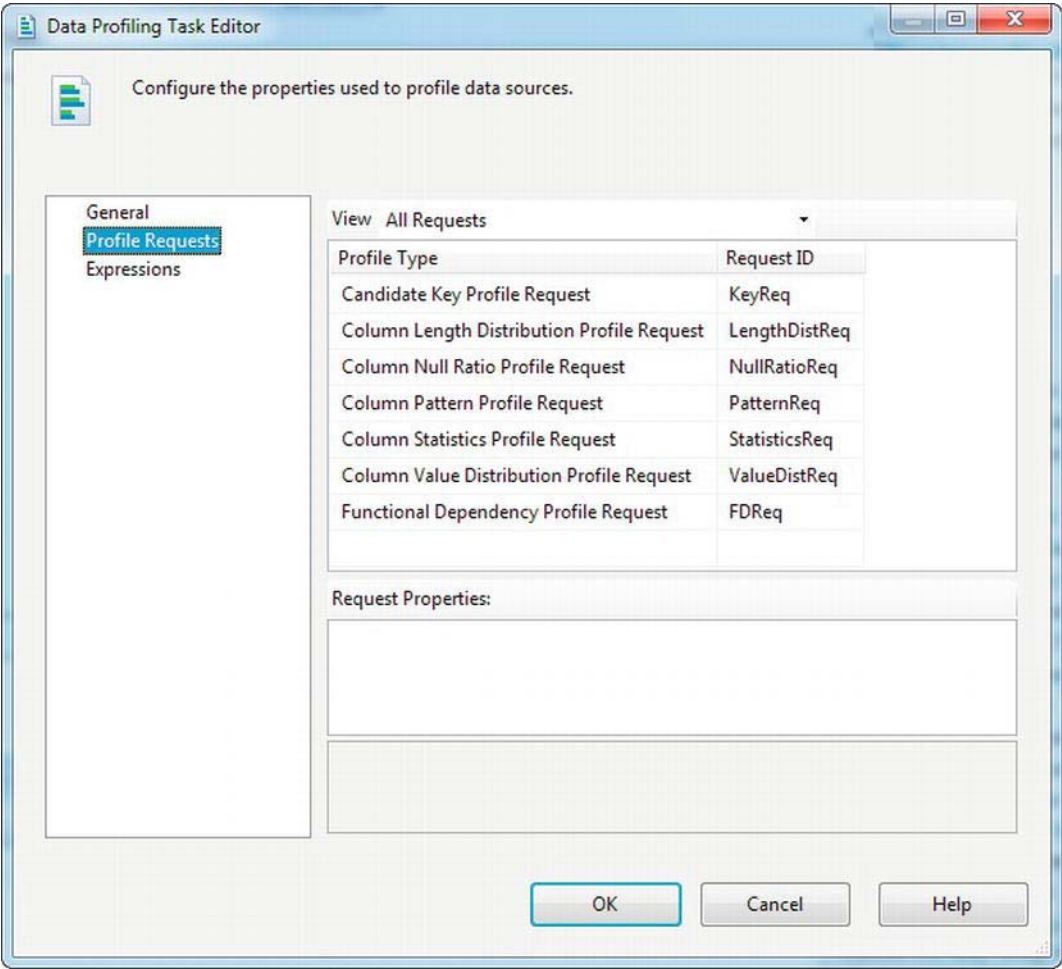 Data Profiling Task Editor
Configure the properties used to profile data sources.
General
Profile Requests
Expressions
View All Requests
Profile Type Request ID
Candidate Key Profile Request KeyReq
Column Length Distribution Profile Request LengthDistReq
Column Null Ratio Profile Request NullRatioReq
Column Pattern Profile Request PatternReq
Column Statistics Profile Request StatisticsReq
Column Value Distribution Profile Request ValueDistReq
Functional Dependency Profile Request FDReq
Request Properties:
OK Cancel Help